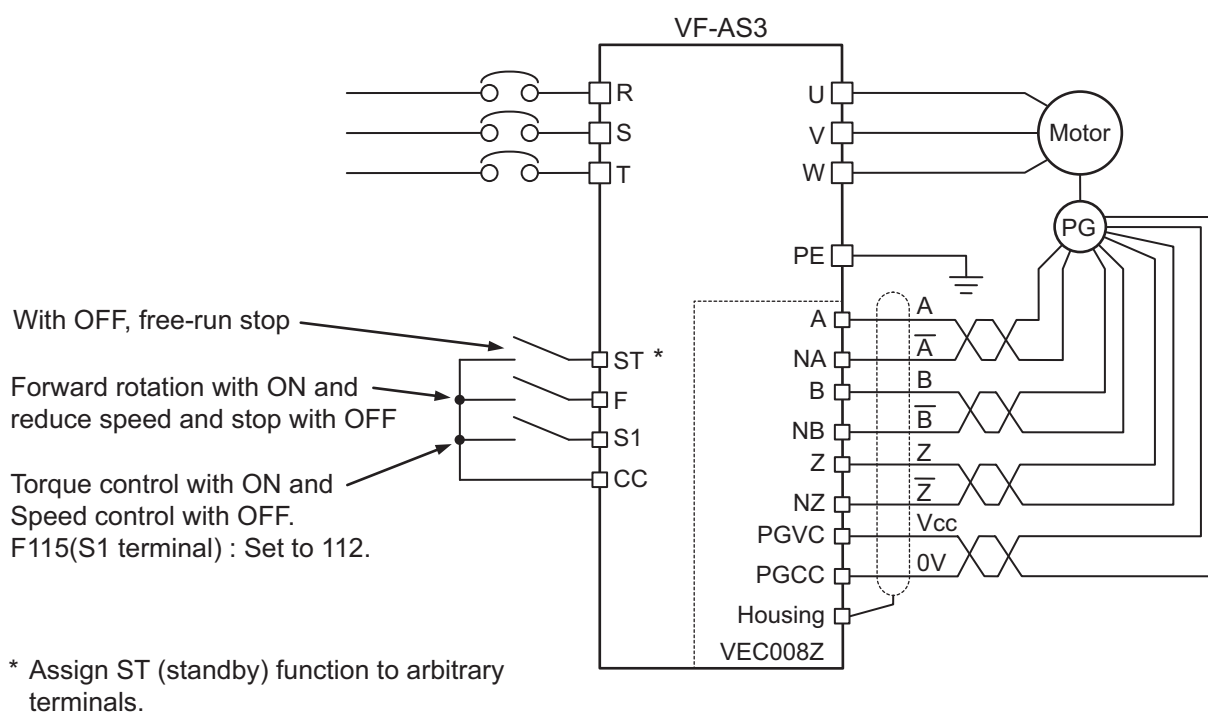 VF-AS3
R
S
T
U
V
W
Motor
PG
PE
With OFF, free-run stop
ST *
Forward rotation with ON and
reduce speed and stop with OFF
F
S1
CC
Torque control with ON and
Speed control with OFF.
F115(S1 terminal) : Set to 112.
A
A
NA
A̅
B
B
NB
B̅
Z
Z
NZ
Z̅
PGVC
Vcc
PGCC
0V
Housing
VEC008Z
* Assign ST (standby) function to arbitrary
terminals.